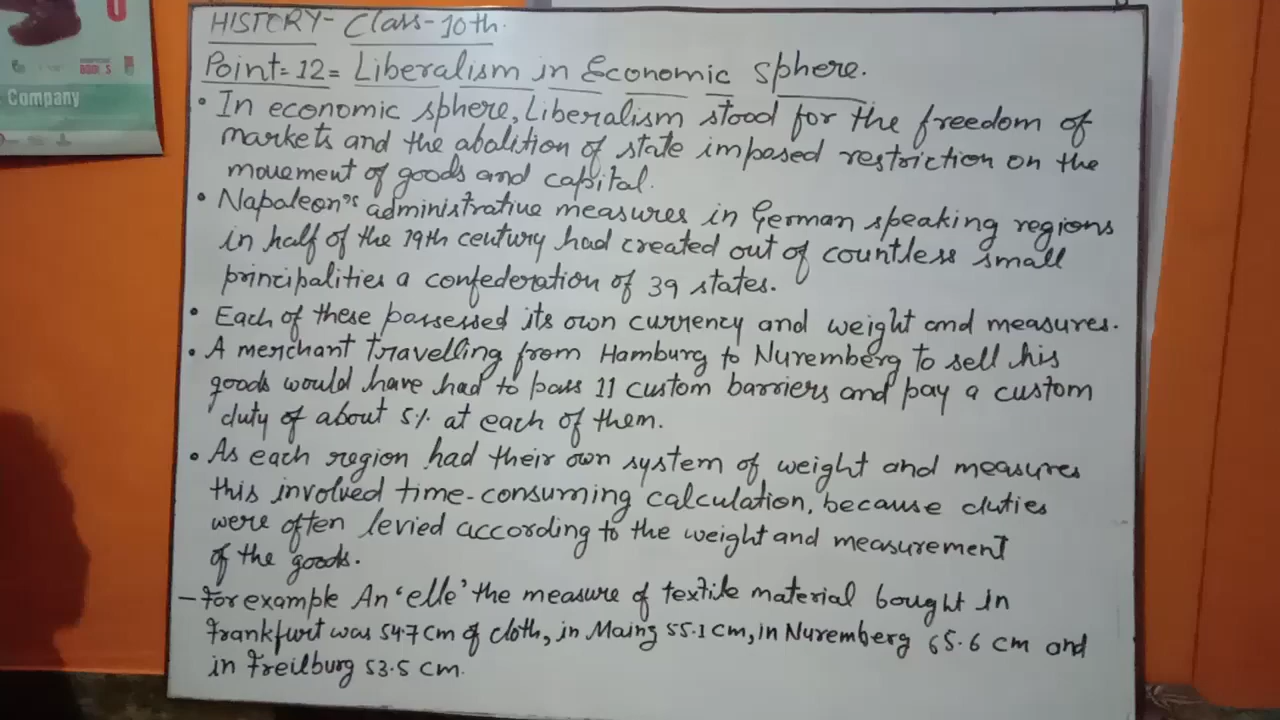 Company
HISTORY- Class-10th.
Point=12= Liberalism in Economic sphere.
• In economic sphere, Liberalism stood for the freedom of
markets and the abolition of state imposed restriction on the
movement of goods and capital.
• Napoleon's administrative measures in German speaking regions
in half of the 19th century had created out of countless small
principalities a confederation of 39 states.
• Each of these possessed its own currency and weight and measures.
• A merchant travelling from Hamburg to Nuremberg to sell his
goods would have had to pass 11 custom barriers and pay a custom
duty of about 5% at each of them.
• As each region had their own system of weight and measures
this involved time-consuming calculation, because duties
were often levied according to the weight and measurement
of the goods.
– For example An 'elle' the measure of textile material bought in
Frankfurt was 54.7 cm of cloth, in Mainz 55.1 cm, in Nuremberg 65.6 cm and
in Freilburg 53.5 cm.